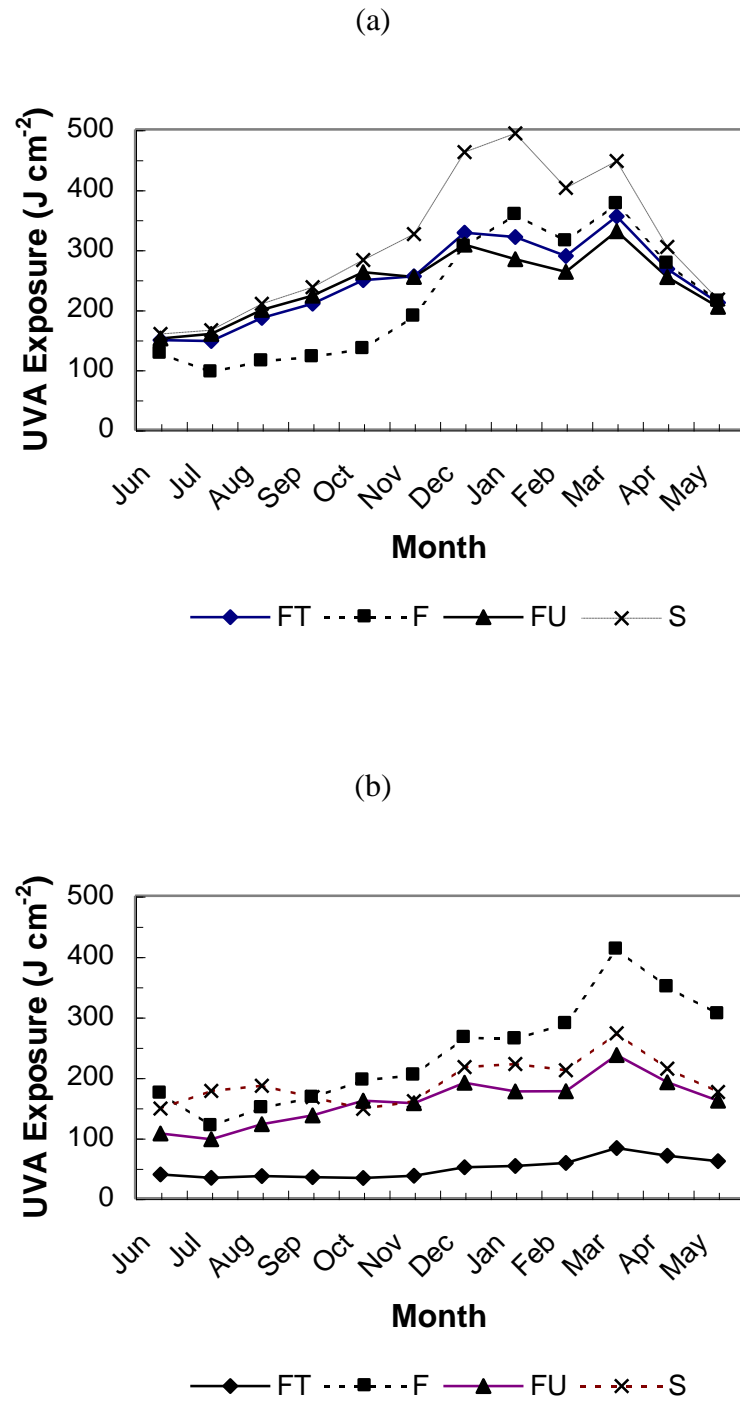 (a)
500
400
300
200
100
0
UVA Exposure (J cm-2)
Jun Jul Aug Sep Oct Nov Dec Jan Feb Mar Apr May
Month
FT F FU S
(b)
500
400
300
200
100
0
UVA Exposure (J cm-2)
Jun Jul Aug Sep Oct Nov Dec Jan Feb Mar Apr May
Month
FT F FU S